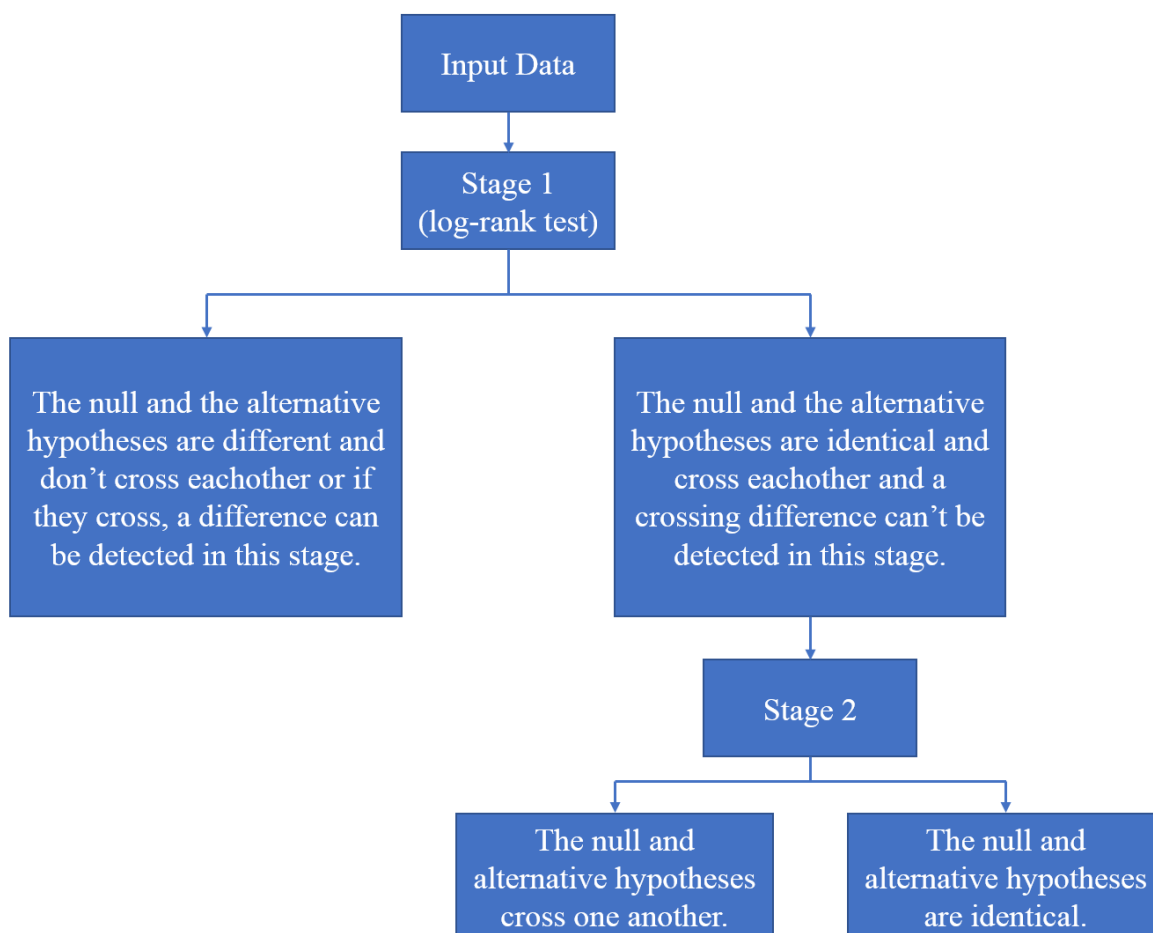 Input Data
Stage 1
(log-rank test)
The null and the alternative
hypotheses are different and
don’t cross eachother or if
they cross, a difference can
be detected in this stage.
The null and the alternative
hypotheses are identical and
cross eachother and a
crossing difference can’t be
detected in this stage.
Stage 2
The null and
alternative hypotheses
cross one another.
The null and
alternative hypotheses
are identical.